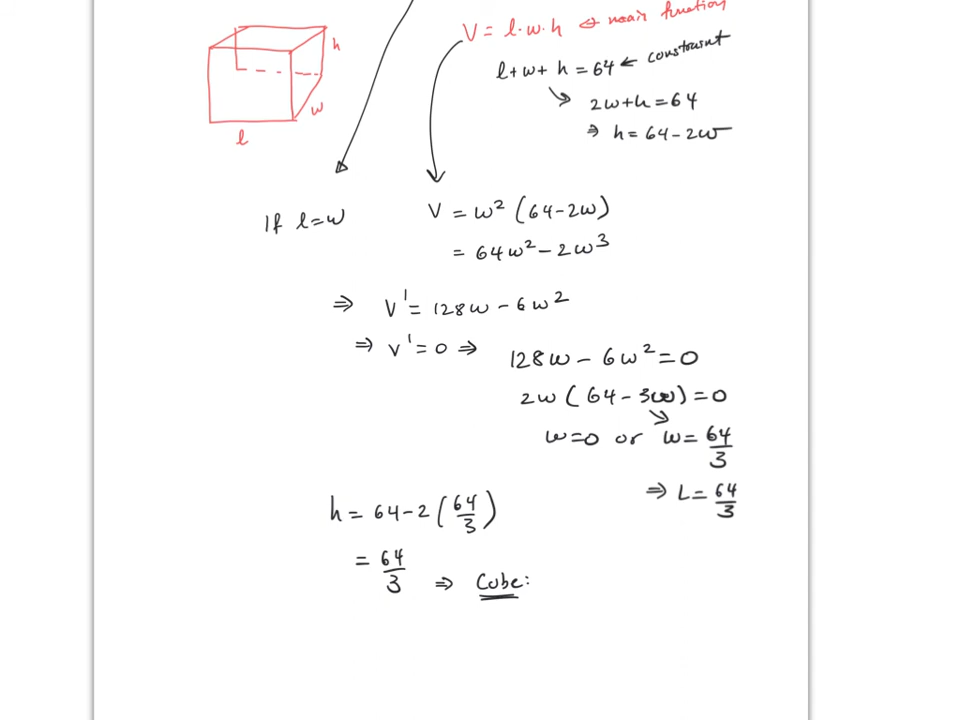 V = l·w·h ⇔ main function
h
l+w+h = 64 ← constraint
2w+h = 64
w
⇒ h = 64 - 2w
l
If l=w
V = w² (64-2w)
= 64w² - 2w³
⇒ V' = 128w - 6w²
⇒ V' = 0 ⇒ 128w - 6w² = 0
2w (64 - 3w) = 0
w=0 or w = 64/3
⇒ L = 64/3
h = 64 - 2 (64/3)
= 64/3 ⇒ Cube: